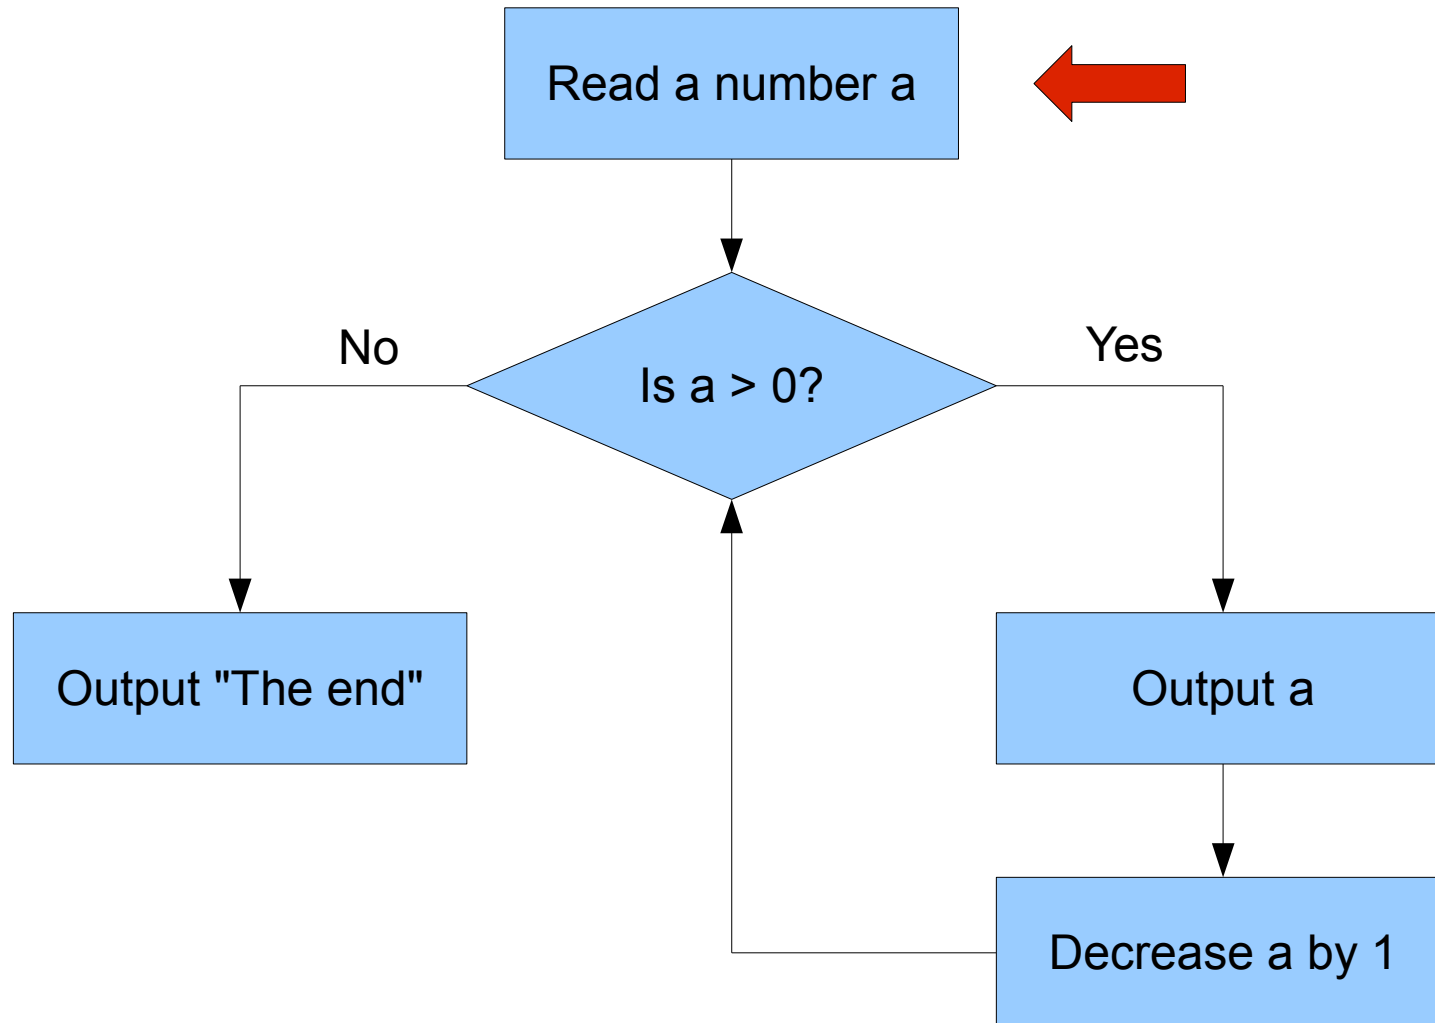 Read a number a
No
Yes
Is a > 0?
Output "The end"
Output a
Decrease a by 1